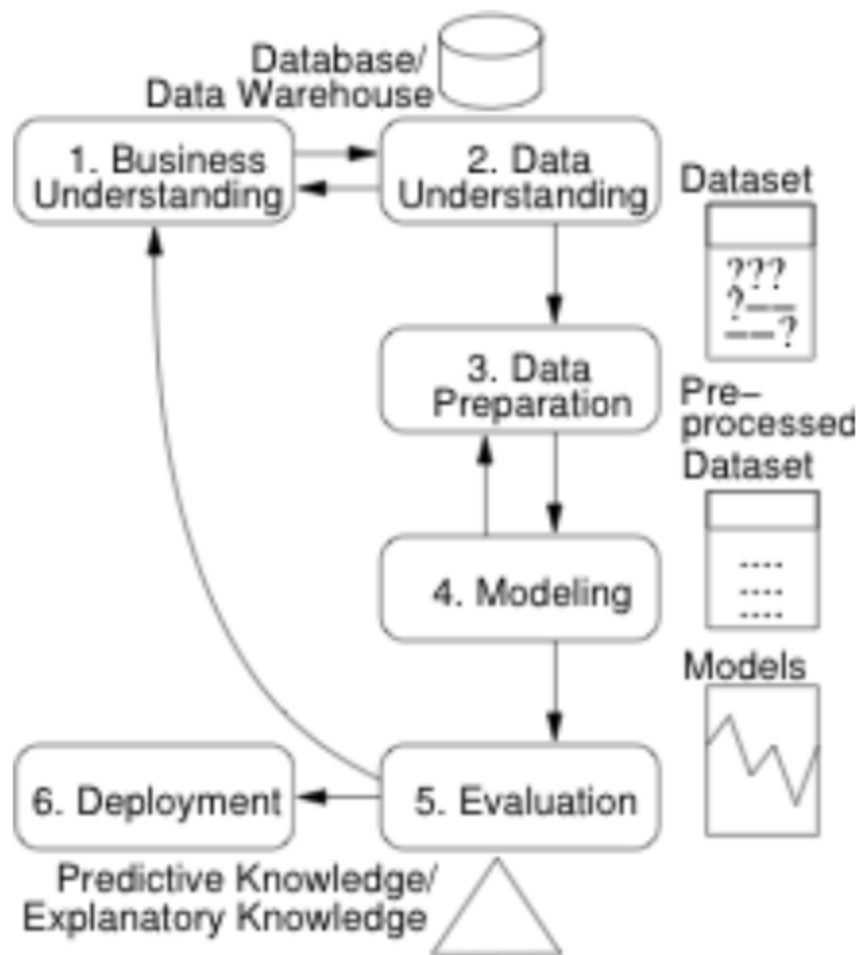 Database/
Data Warehouse
1. Business
Understanding
2. Data
Understanding
Dataset
???
?——
——?
3. Data
Preparation
Pre–
processed
Dataset
----
----
----
4. Modeling
Models
6. Deployment
5. Evaluation
Predictive Knowledge/
Explanatory Knowledge